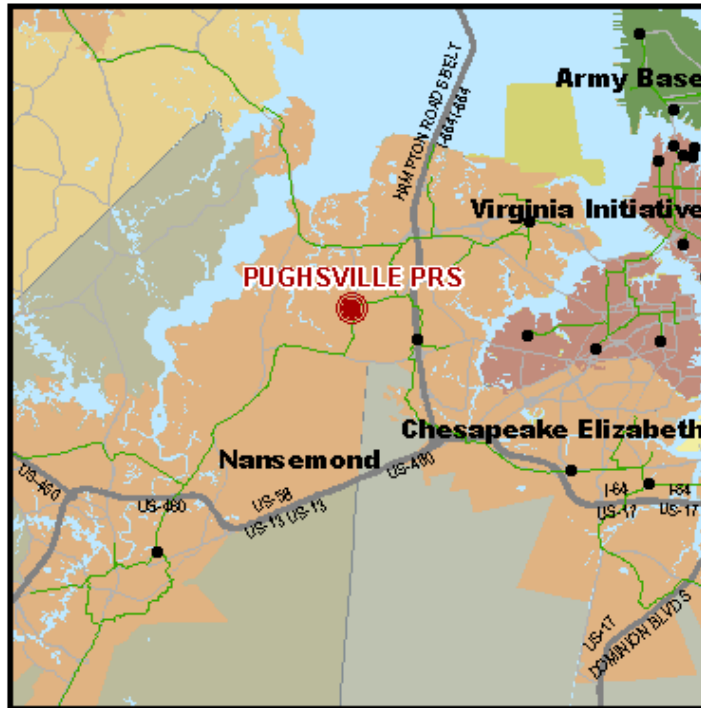 Army Base
HAMPTON ROADS BELT
I-664 I-664
Virginia Initiative
PUGHSVILLE PRS
Chesapeake Elizabeth
Nansemond
US-460
US-460
US-460
US-58
US-13 US-13
I-64
I-64
US-17
US-17
US-17
DOMINION BLVD S